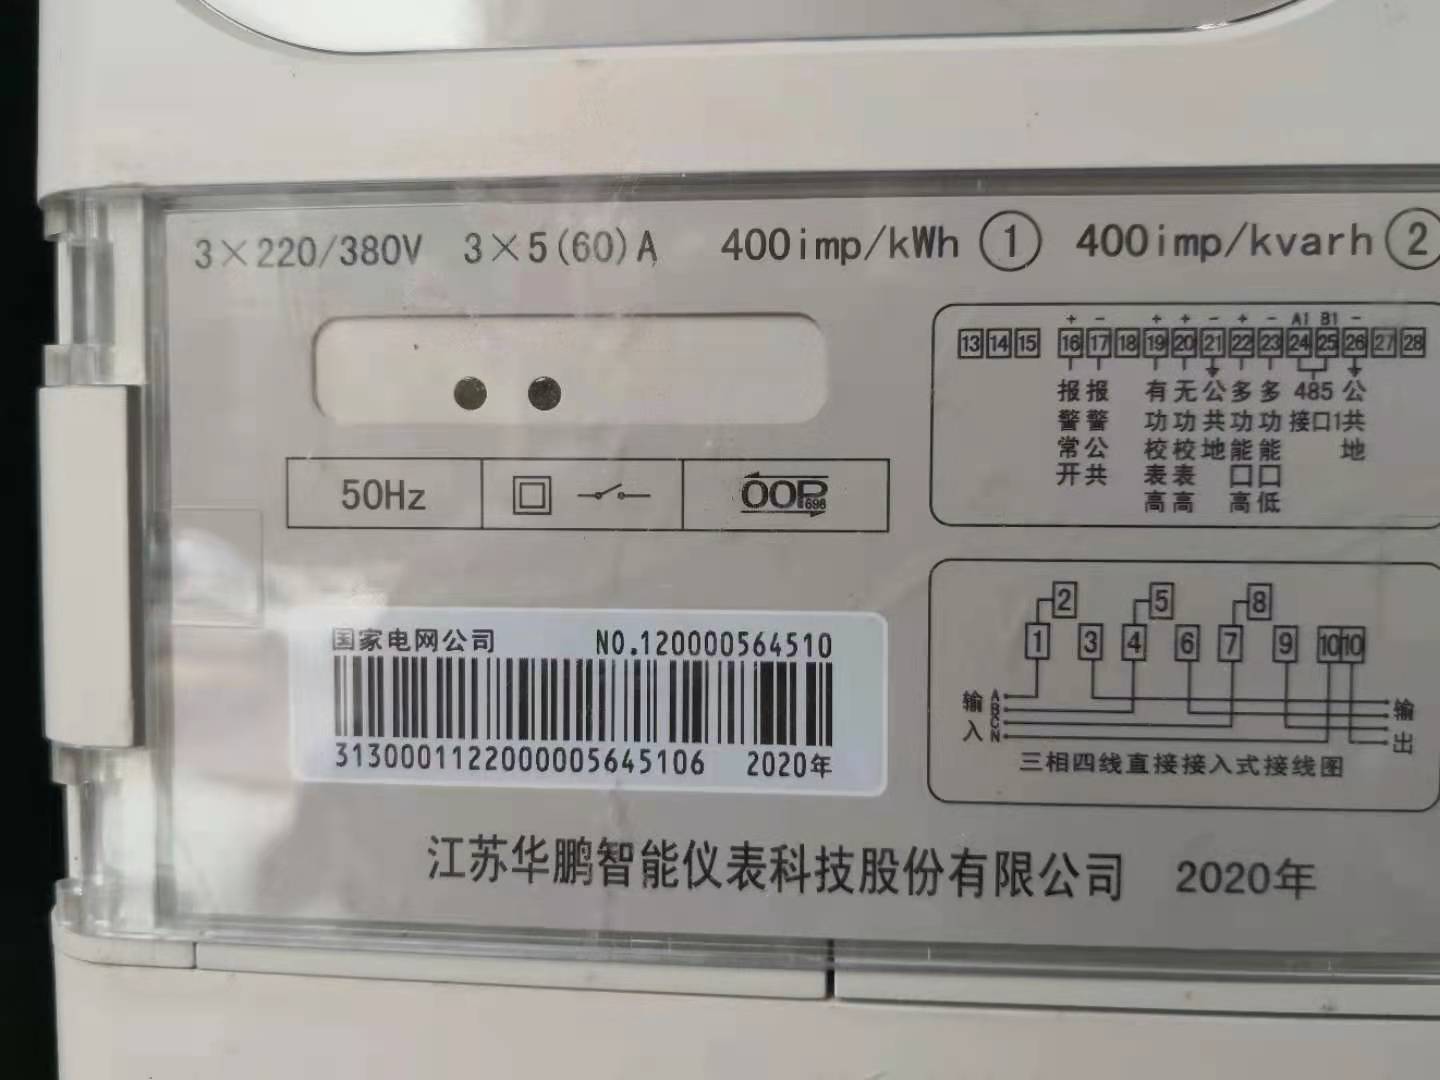 3×220/380V 3×5(60)A 400imp/kWh ① 400imp/kvarh ②
+ - + + - + - A1 B1 -
13 14 15 16 17 18 19 20 21 22 23 24 25 26 27 28
报警常开 报警公共 有功校表高 无功校表高 公共地 多功能口高 多功能口低 485接口1 公共地
50Hz OOP 698
国家电网公司 NO.120000564510
3130001122000005645106 2020年
2 5 8
1 3 4 6 7 9 10 10
输入 A B C N 输出
三相四线直接接入式接线图
江苏华鹏智能仪表科技股份有限公司 2020年